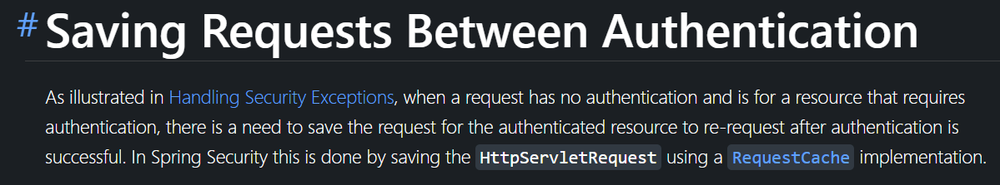 # Saving Requests Between Authentication
As illustrated in Handling Security Exceptions, when a request has no authentication and is for a resource that requires
authentication, there is a need to save the request for the authenticated resource to re-request after authentication is
successful. In Spring Security this is done by saving the HttpServletRequest using a RequestCache implementation.